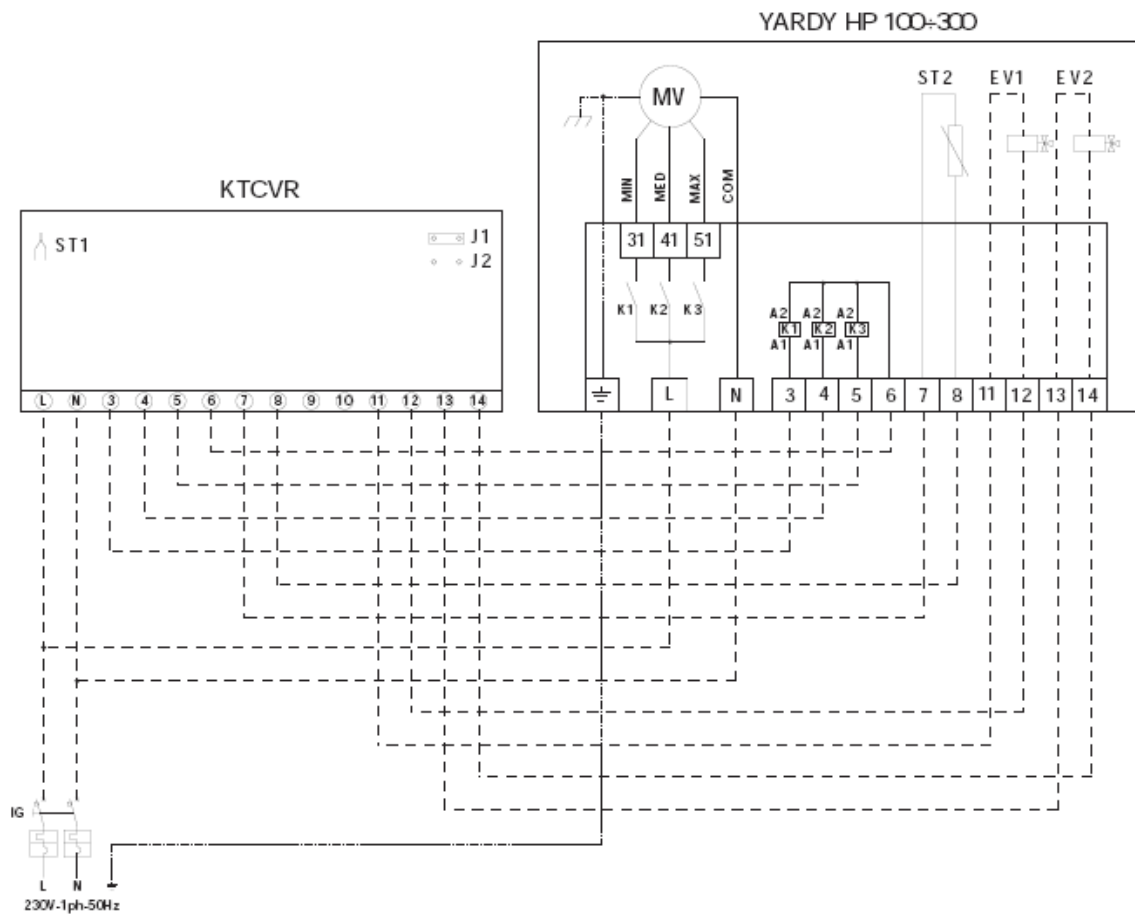 YARDY HP 100÷300
ST2 EV1 EV2
MV
MIN MED MAX COM
KTCVR
ST1
J1
J2
31 41 51
K1 K2 K3
A2 A2 A2
K1 K2 K3
A1 A1 A1
L N 3 4 5 6 7 8 9 10 11 12 13 14
L N 3 4 5 6 7 8 11 12 13 14
IG
L N
230V-1ph-50Hz